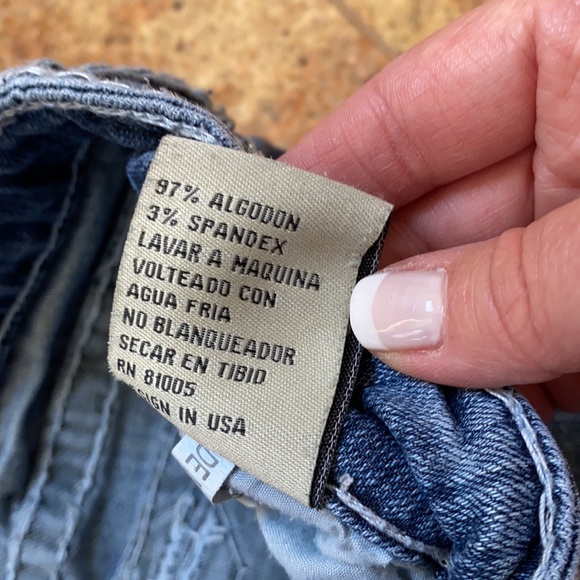 97% ALGODON
3% SPANDEX
LAVAR A MAQUINA
VOLTEADO CON
AGUA FRIA
NO BLANQUEADOR
SECAR EN TIBIO
RN 81005
IN USA
DE